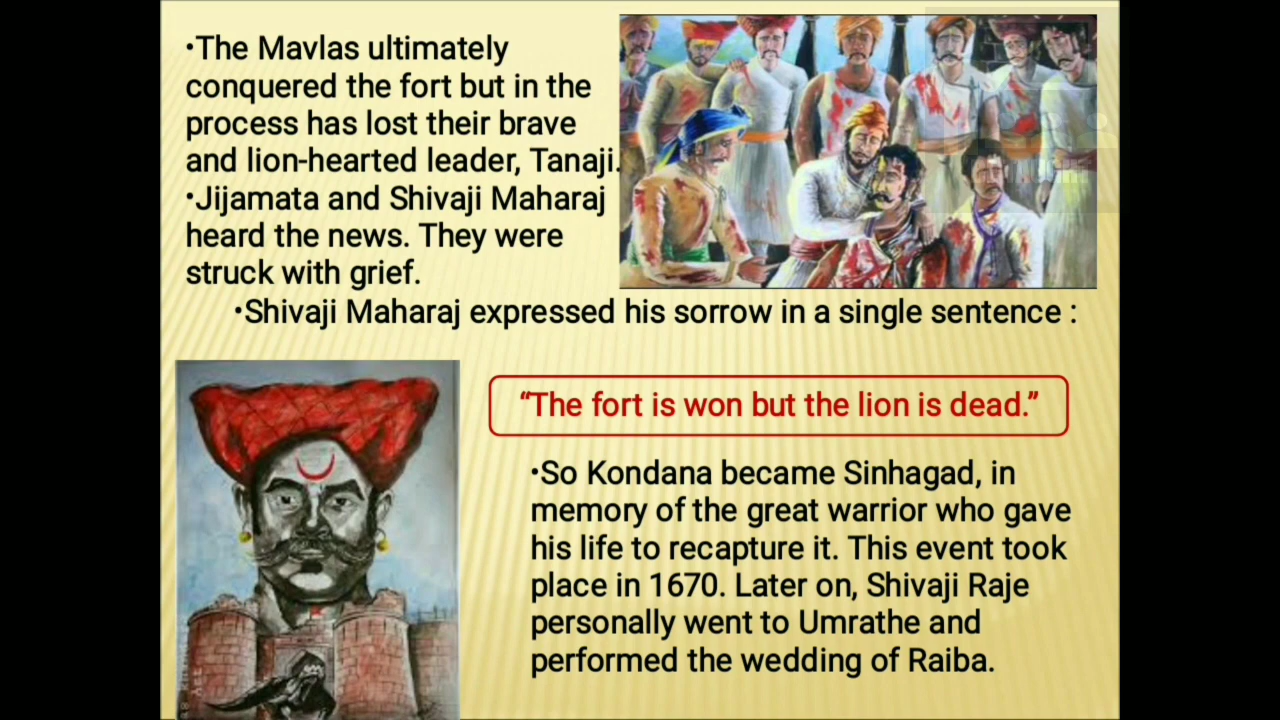 •The Mavlas ultimately
conquered the fort but in the
process has lost their brave
and lion-hearted leader, Tanaji.
•Jijamata and Shivaji Maharaj
heard the news. They were
struck with grief.
•Shivaji Maharaj expressed his sorrow in a single sentence :
“The fort is won but the lion is dead.”
•So Kondana became Sinhagad, in
memory of the great warrior who gave
his life to recapture it. This event took
place in 1670. Later on, Shivaji Raje
personally went to Umrathe and
performed the wedding of Raiba.